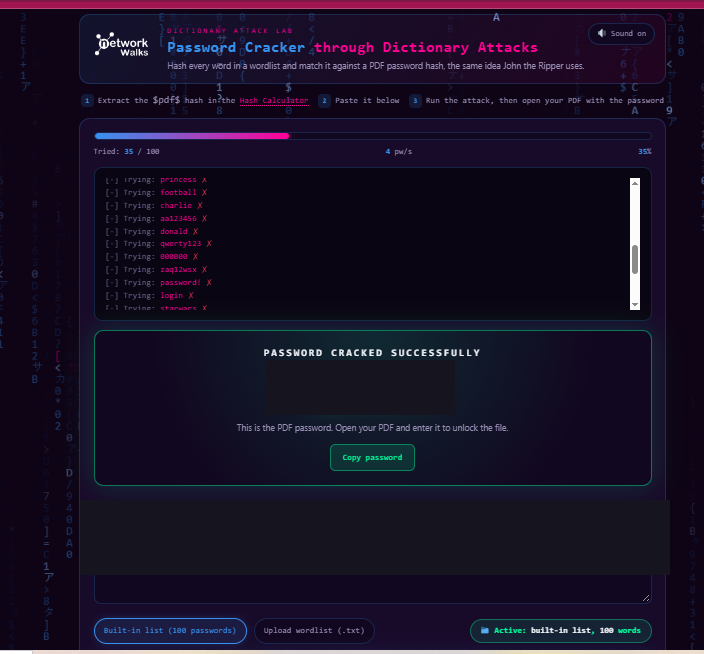 DICTIONARY ATTACK LAB
Sound on
network
walks
Password Cracker through Dictionary Attacks
Hash every word in a wordlist and match it against a PDF password hash, the same idea John the Ripper uses.
1 Extract the $pdf$ hash in the Hash Calculator 2 Paste it below 3 Run the attack, then open your PDF with the password
Tried: 35 / 100 4 pw/s 35%
[-] Trying: princess ✗
[-] Trying: football ✗
[-] Trying: charlie ✗
[-] Trying: aa123456 ✗
[-] Trying: donald ✗
[-] Trying: qwerty123 ✗
[-] Trying: 000000 ✗
[-] Trying: zaq12wsx ✗
[-] Trying: password! ✗
[-] Trying: login ✗
[-] Trying: starwars ✗
PASSWORD CRACKED SUCCESSFULLY
This is the PDF password. Open your PDF and enter it to unlock the file.
Copy password
Built-in list (100 passwords) Upload wordlist (.txt) Active: built-in list, 100 words